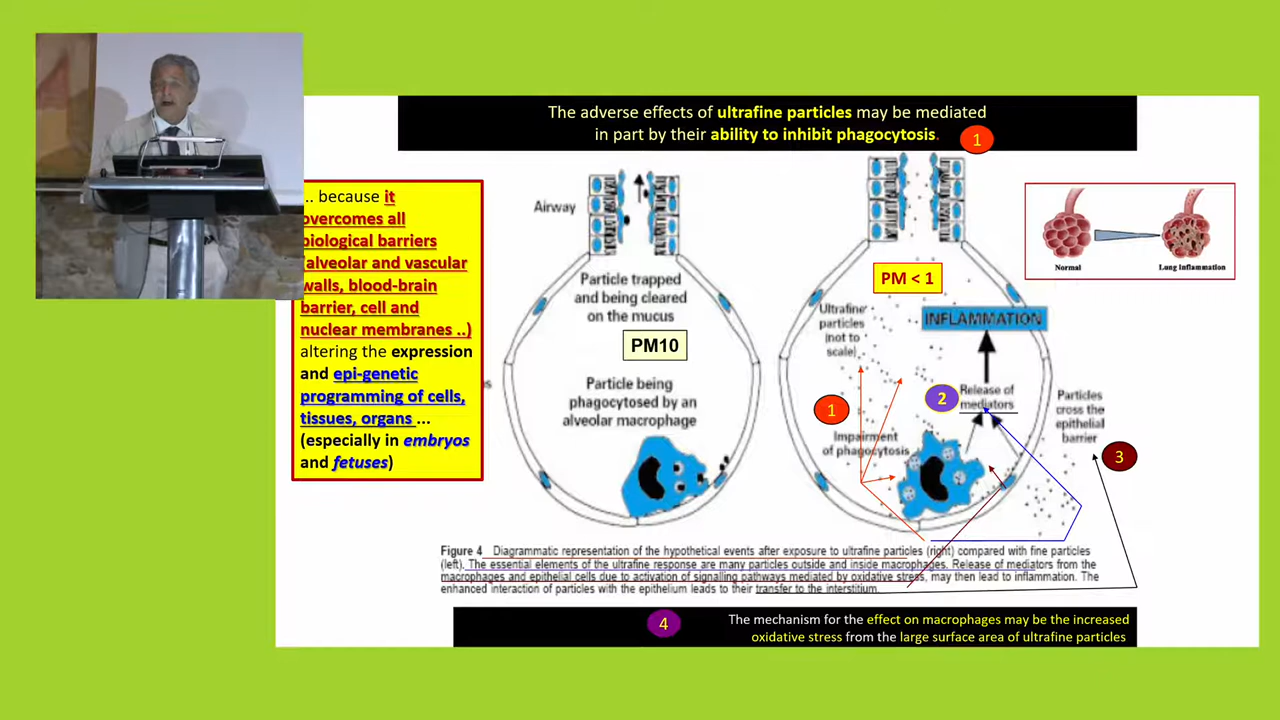 The adverse effects of ultrafine particles may be mediated
in part by their ability to inhibit phagocytosis.
1
.. because it
overcomes all
biological barriers
(alveolar and vascular
walls, blood-brain
barrier, cell and
nuclear membranes ..)
altering the expression
and epi-genetic
programming of cells,
tissues, organs ...
(especially in embryos
and fetuses)
Airway
Particle trapped
and being cleared
on the mucus
PM10
Particle being
phagocytosed by an
alveolar macrophage
PM < 1
Ultrafine
particles
(not to
scale)
INFLAMMATION
1
2
Release of
mediators
Impairment
of phagocytosis
Particles
cross the
epithelial
barrier
3
Normal
Long Inflammation
Figure 4 Diagrammatic representation of the hypothetical events after exposure to ultrafine particles (right) compared with fine particles
(left). The essential elements of the ultrafine response are many particles outside and inside macrophages. Release of mediators from the
macrophages and epithelial cells due to activation of signalling pathways mediated by oxidative stress, may then lead to inflammation. The
enhanced interaction of particles with the epithelium leads to their transfer to the interstitium.
4
The mechanism for the effect on macrophages may be the increased
oxidative stress from the large surface area of ultrafine particles